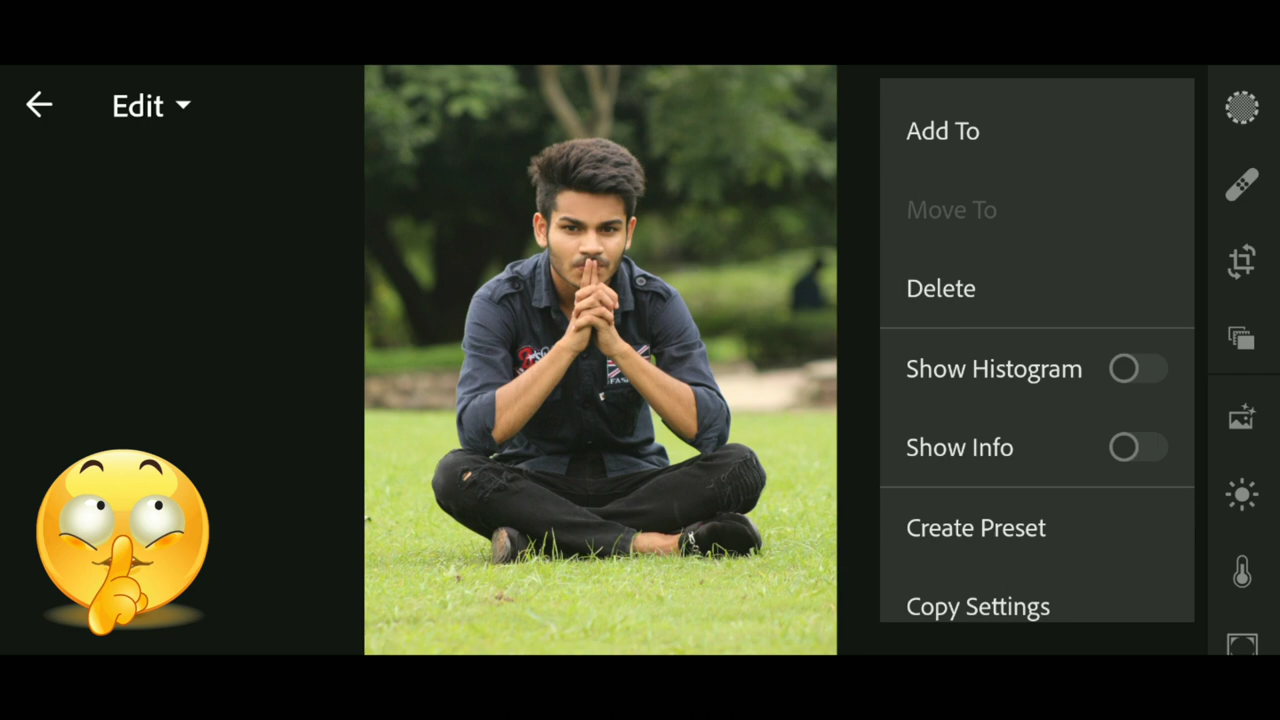 Edit
Add To
Move To
Delete
Show Histogram
Show Info
Create Preset
Copy Settings